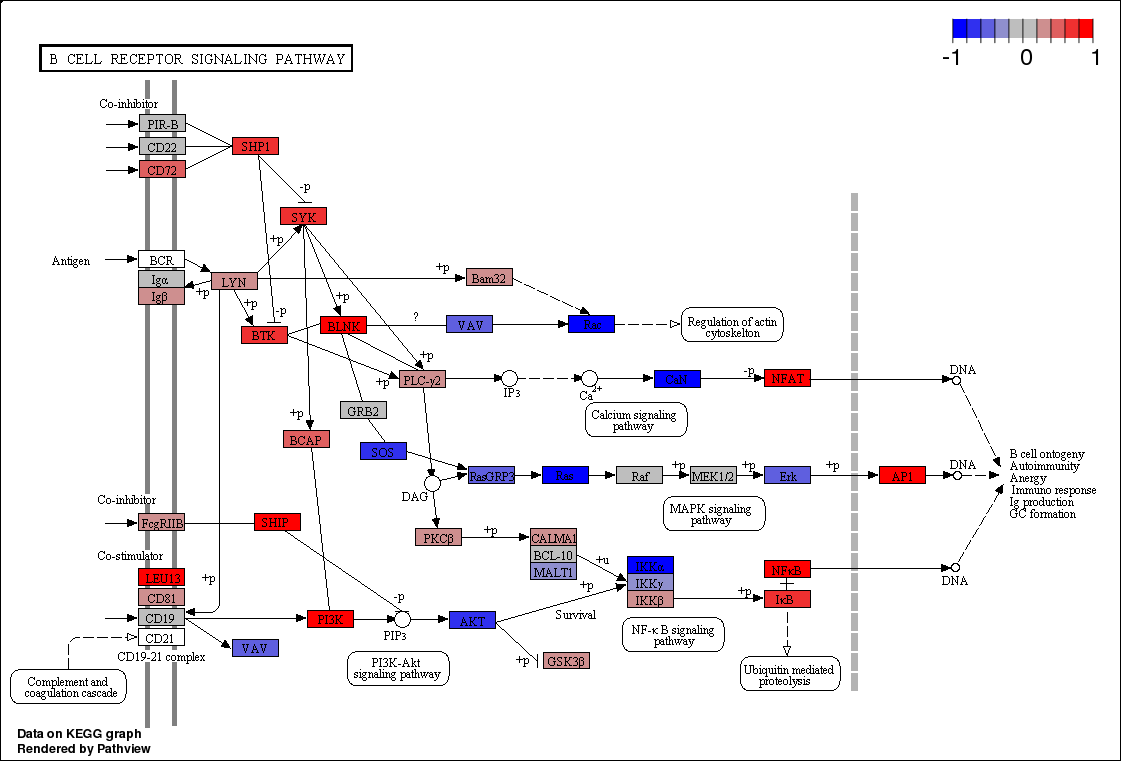 B CELL RECEPTOR SIGNALING PATHWAY
-1 0 1
Co-inhibitor
PIR-B
CD22
CD72
SHP1
-p
SYK
+p
Antigen
BCR
Igα
Igβ
+p
LYN
+p
Bam32
+p
-p
+p
BTK
BLNK
?
VAV
Regulation of actin
cytoskelton
+p
+p
PLC-γ2
IP3
Ca2+
-p
NFAT
DNA
Calcium signaling
pathway
GRB2
+p
BCAP
SOS
DAG
RasGRP3
Raf
+p
MEK1/2
+p
Erk
+p
AP1
DNA
B cell ontogeny
Autoimmunity
Anergy
Immuno response
Ig production
GC formation
MAPK signaling
pathway
Co-inhibitor
FcgRIIB
SHIP
PKCβ
+p
CALMA1
BCL-10
MALT1
+u
+p
IKKα
IKKγ
IKKβ
+p
NFκB
IκB
DNA
Co-stimulator
LEU13
CD81
CD19
CD21
CD19-21 complex
+p
VAV
PI3K
-p
PIP3
AKT
Survival
+p
GSK3β
NF-κB signaling
pathway
PI3K-Akt
signaling pathway
Ubiquitin mediated
proteolysis
Complement and
coagulation cascade
Data on KEGG graph
Rendered by Pathview